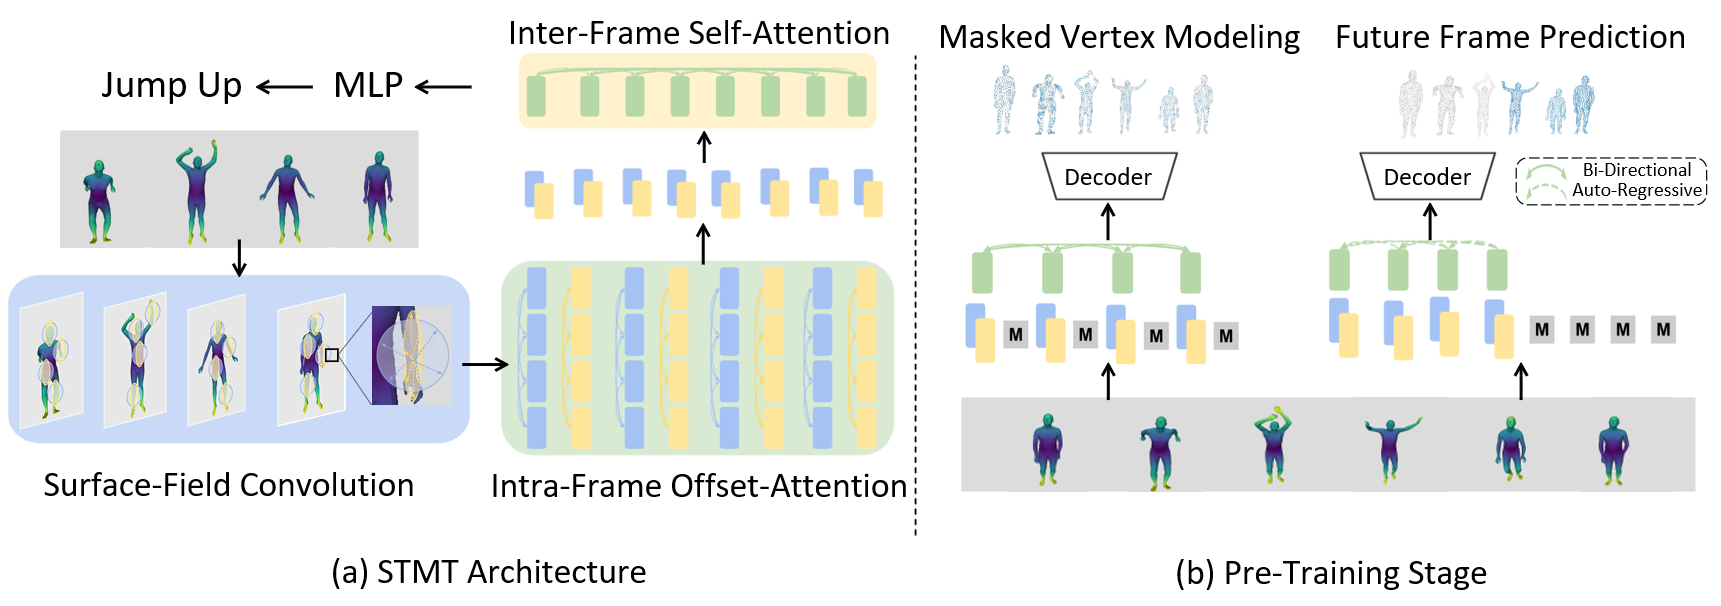 Inter-Frame Self-Attention
Jump Up
MLP
Surface-Field Convolution
Intra-Frame Offset-Attention
(a) STMT Architecture
Masked Vertex Modeling
Future Frame Prediction
Decoder
Decoder
Bi-Directional
Auto-Regressive
M M M M
M M M M
(b) Pre-Training Stage